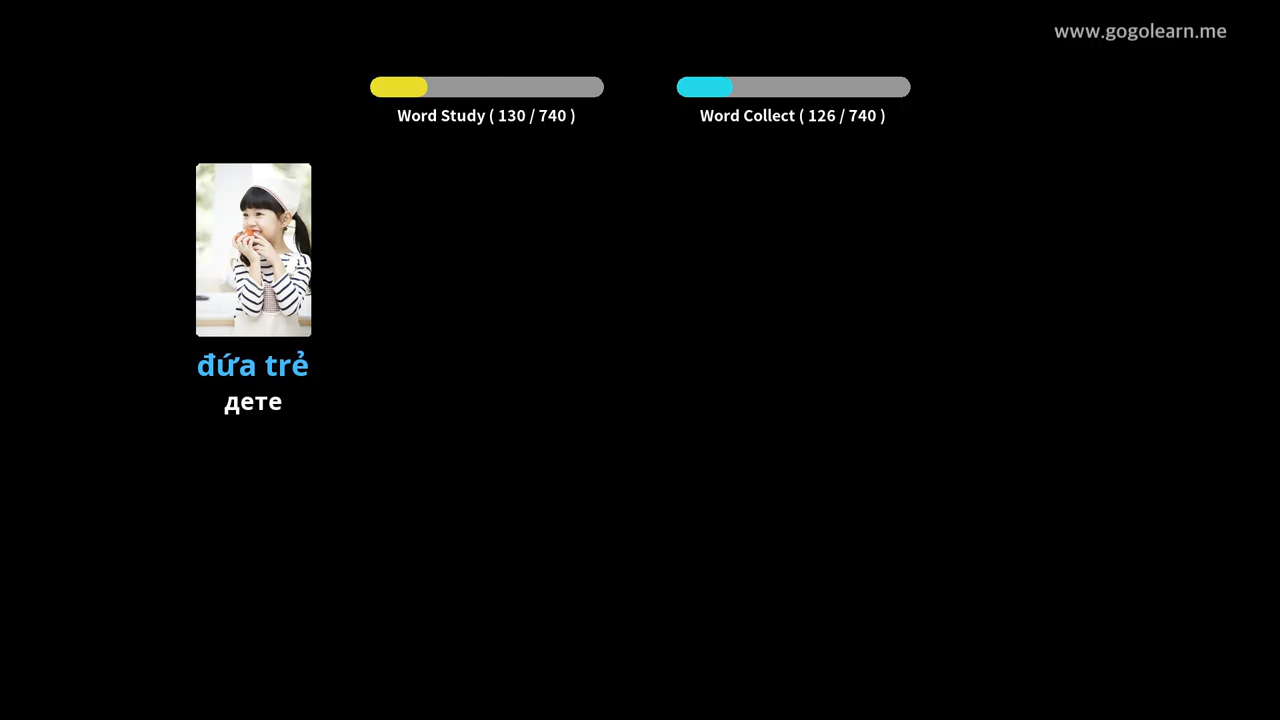 www.gogolearn.me
Word Study ( 130 / 740 )
Word Collect ( 126 / 740 )
đứa trẻ
дете